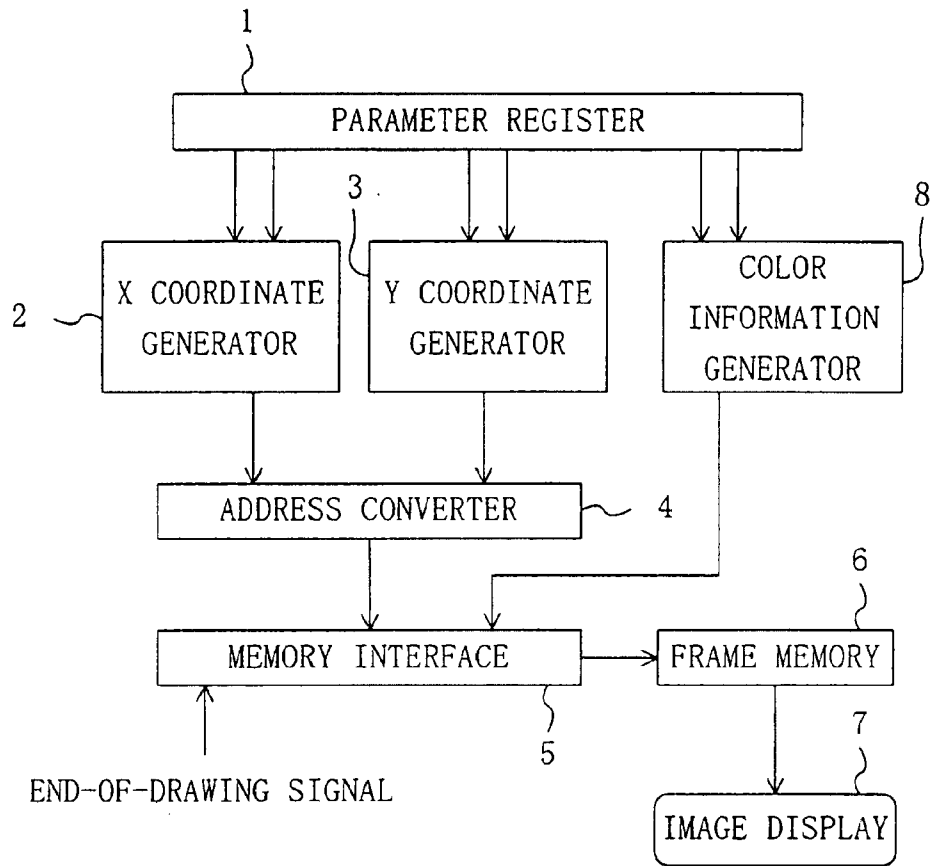 1
PARAMETER REGISTER
3
8
2
X COORDINATE
GENERATOR
Y COORDINATE
GENERATOR
COLOR
INFORMATION
GENERATOR
ADDRESS CONVERTER
4
6
MEMORY INTERFACE
FRAME MEMORY
5
7
END-OF-DRAWING SIGNAL
IMAGE DISPLAY